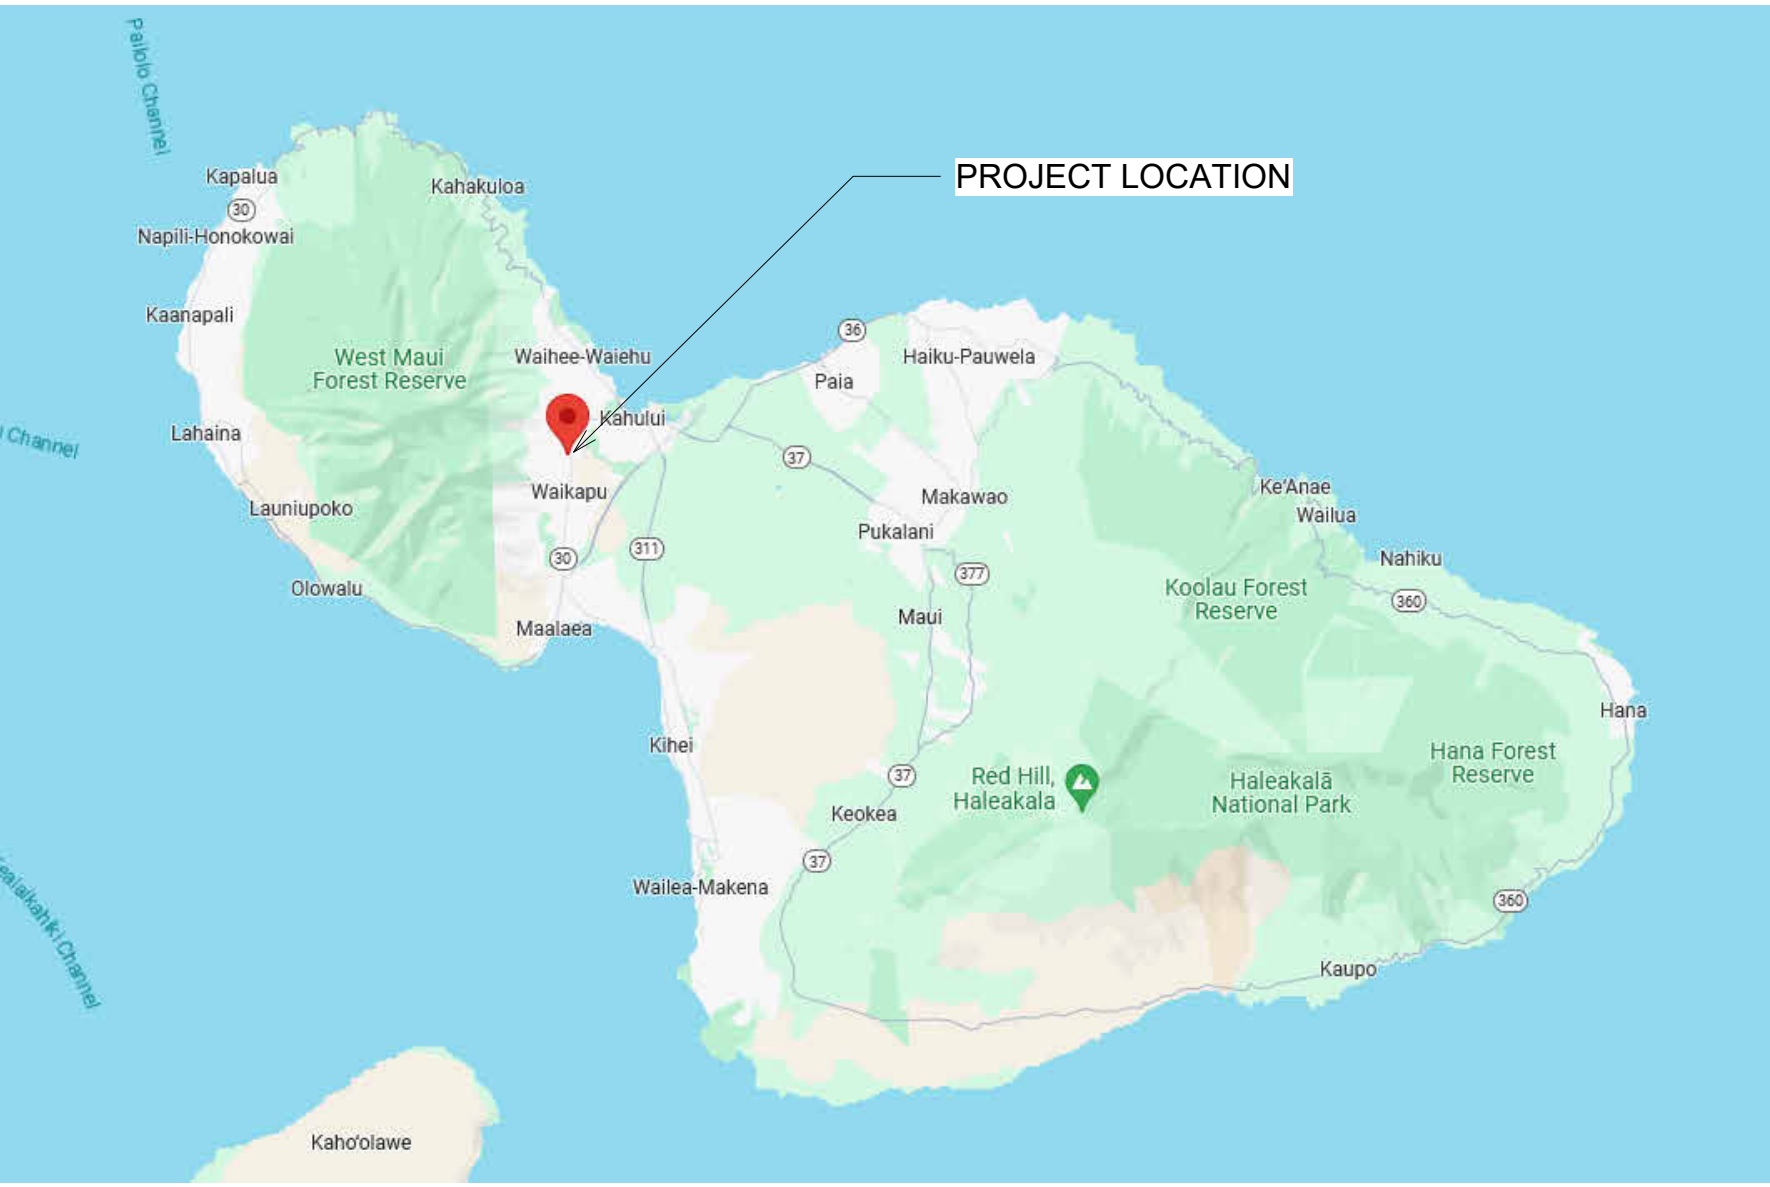 Pailolo Channel
PROJECT LOCATION
Kapalua
Kahakuloa
30
Napili-Honokowai
Kaanapali
36
West Maui
Forest Reserve
Waihee-Waiehu
Haiku-Pauwela
Paia
Kahului
Lahaina
Channel
37
Waikapu
Makawao
Ke'Anae
Launiupoko
Wailua
Pukalani
30
311
Nahiku
377
Olowalu
Koolau Forest
Reserve
360
Maui
Maalaea
Hana
Kihei
Hana Forest
Reserve
37
Red Hill,
Haleakala
Haleakalā
National Park
Keokea
37
Wailea-Makena
360
Kealaikahiki Channel
Kaupo
Kaho'olawe